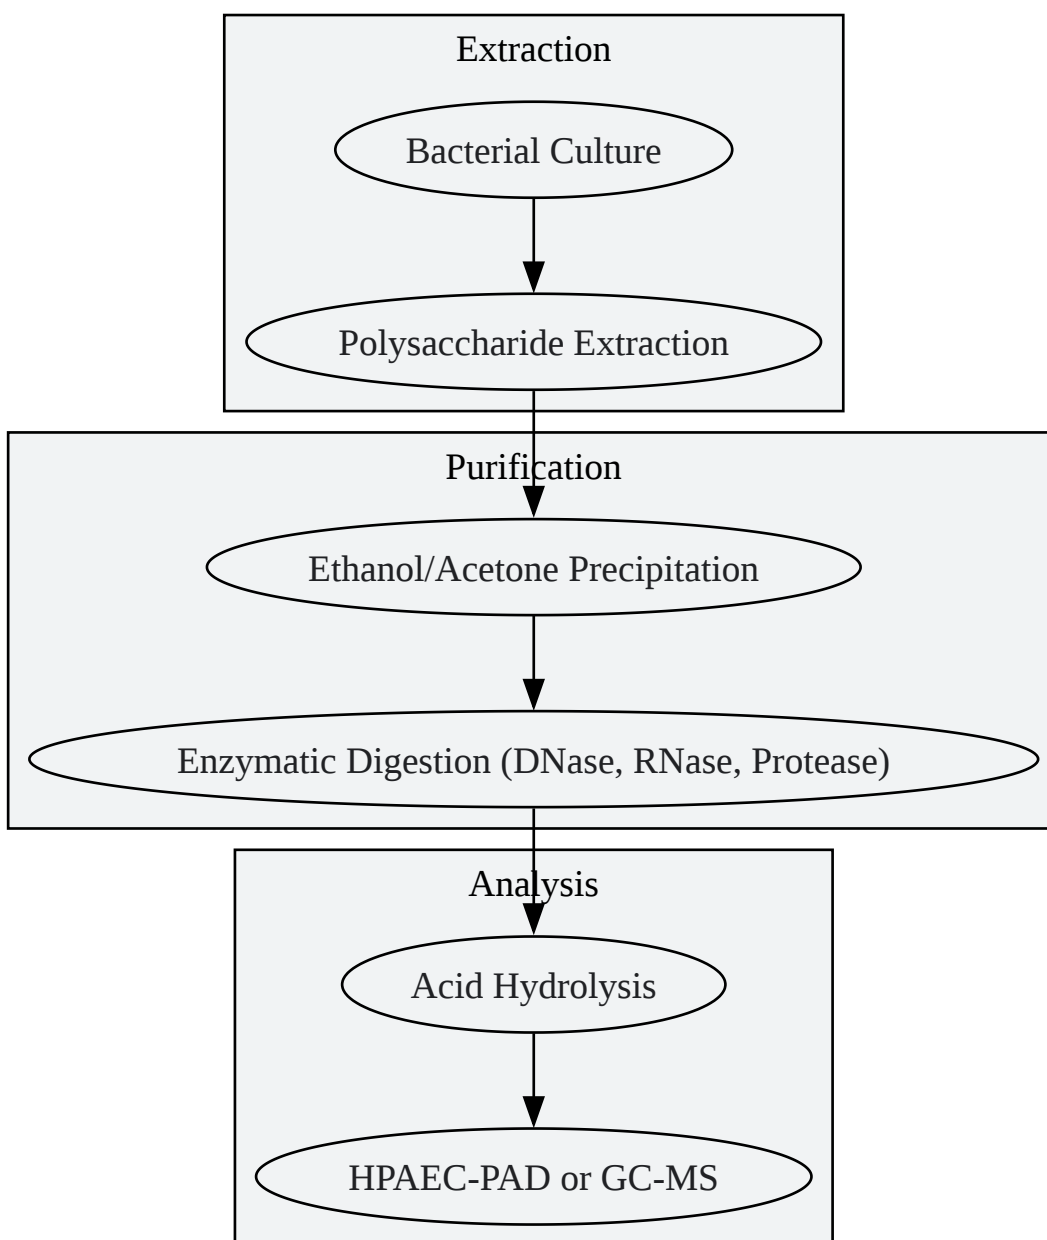 Extraction
Bacterial Culture
Polysaccharide Extraction
Purification
Ethanol/Acetone Precipitation
Enzymatic Digestion (DNase, RNase, Protease)
Analysis
Acid Hydrolysis
HPAEC-PAD or GC-MS